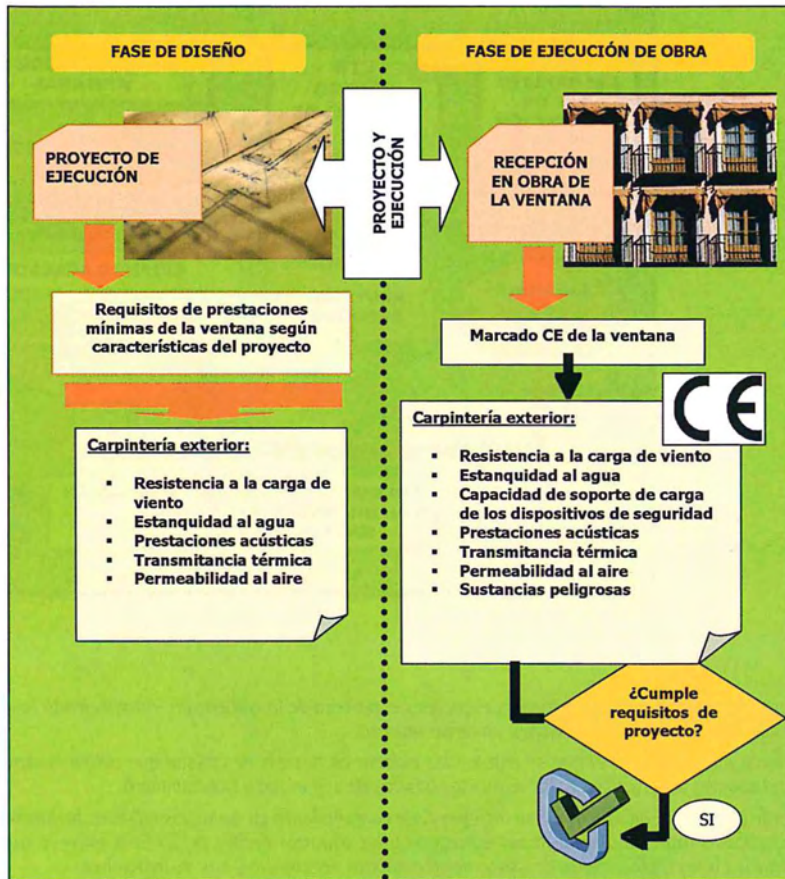 FASE DE DISEÑO
FASE DE EJECUCIÓN DE OBRA
PROYECTO DE
EJECUCIÓN
PROYECTO Y
EJECUCIÓN
RECEPCIÓN
EN OBRA DE
LA VENTANA
Requisitos de prestaciones
mínimas de la ventana según
características del proyecto
Marcado CE de la ventana
CE
Carpintería exterior:
▪ Resistencia a la carga de
viento
▪ Estanquidad al agua
▪ Prestaciones acústicas
▪ Transmitancia térmica
▪ Permeabilidad al aire
Carpintería exterior:
▪ Resistencia a la carga de viento
▪ Estanquidad al agua
▪ Capacidad de soporte de carga
de los dispositivos de seguridad
▪ Prestaciones acústicas
▪ Transmitancia térmica
▪ Permeabilidad al aire
▪ Sustancias peligrosas
¿Cumple
requisitos de
proyecto?
SI